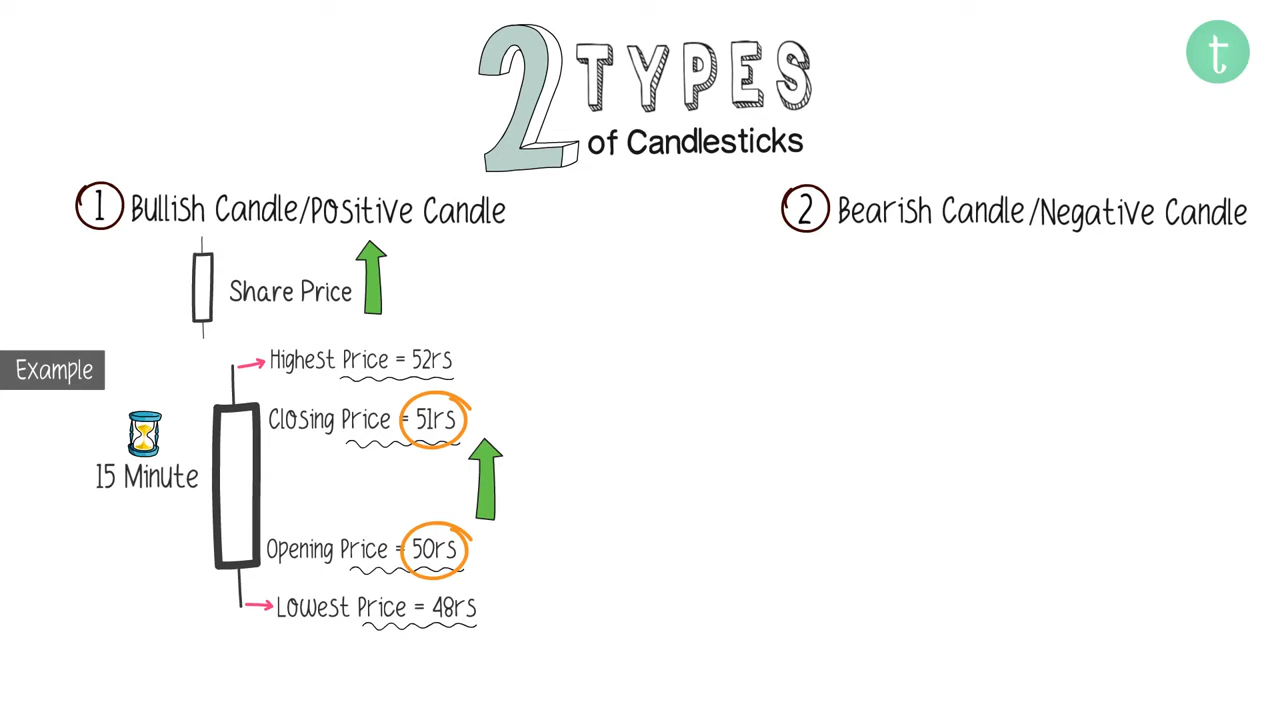 2 TYPES
of Candlesticks
t
1 Bullish Candle/Positive Candle
2 Bearish Candle/Negative Candle
Share Price
Example
Highest Price = 52rs
Closing Price = 51rs
15 Minute
Opening Price = 50rs
Lowest Price = 48rs